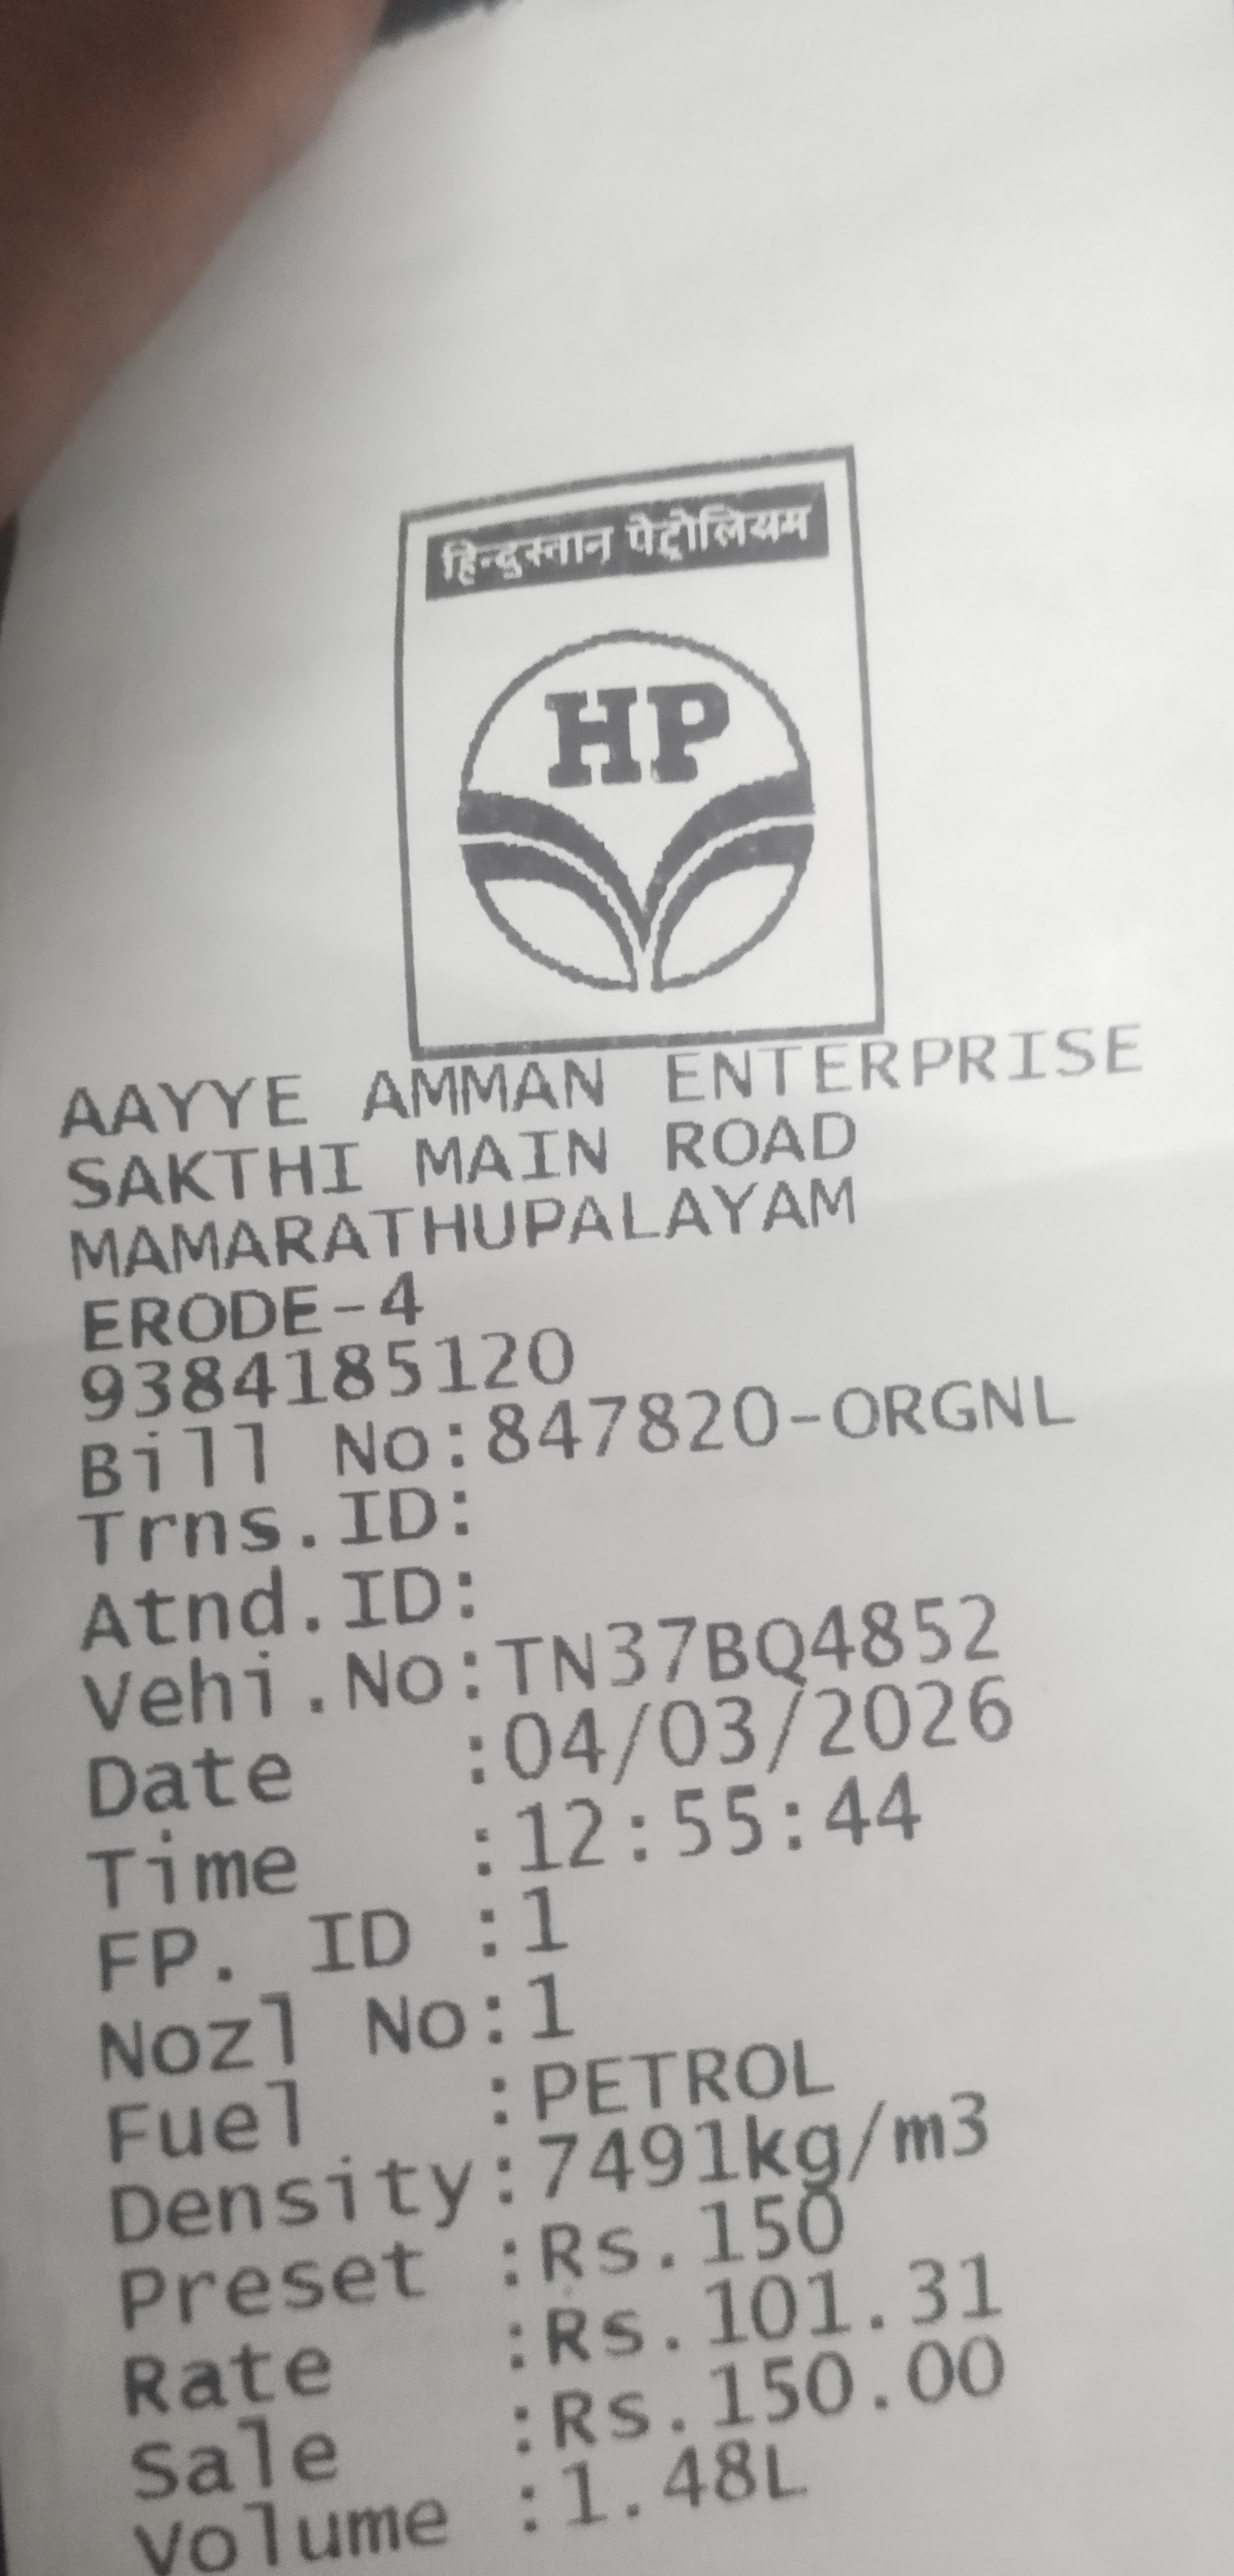 हिन्दुस्तान पेट्रोलियम
HP
AAYYE AMMAN ENTERPRISE
SAKTHI MAIN ROAD
MAMARATHUPALAYAM
ERODE-4
9384185120
Bill No:847820-ORGNL
Trns.ID:
Atnd.ID:
Vehi.No:TN37BQ4852
Date :04/03/2026
Time :12:55:44
FP. ID :1
Nozl No:1
Fuel :PETROL
Density:7491kg/m3
Preset :Rs.150
Rate :Rs.101.31
Sale :Rs.150.00
Volume :1.48L